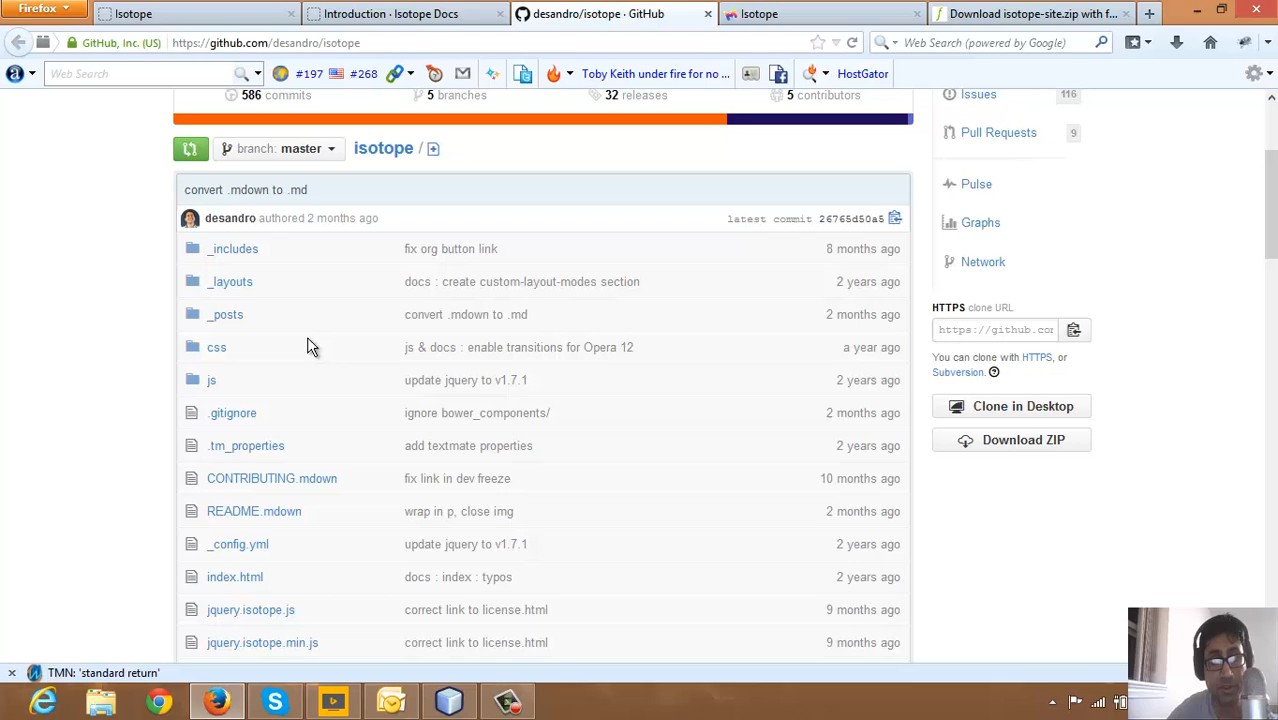 Firefox
Isotope
Introduction · Isotope Docs
desandro/isotope · GitHub
Isotope
Download isotope-site.zip with f...
GitHub, Inc. (US)
https://github.com/desandro/isotope
Web Search (powered by Google)
Web Search
#197
#268
Toby Keith under fire for no ...
HostGator
586 commits
5 branches
32 releases
5 contributors
Issues
116
Pull Requests
9
Pulse
Graphs
Network
branch: master
isotope /
convert .mdown to .md
desandro authored 2 months ago
latest commit 26765d50a5
_includes
fix org button link
8 months ago
_layouts
docs : create custom-layout-modes section
2 years ago
_posts
convert .mdown to .md
2 months ago
css
js & docs : enable transitions for Opera 12
a year ago
js
update jquery to v1.7.1
2 years ago
.gitignore
ignore bower_components/
2 months ago
.tm_properties
add textmate properties
2 years ago
CONTRIBUTING.mdown
fix link in dev freeze
10 months ago
README.mdown
wrap in p, close img
2 months ago
_config.yml
update jquery to v1.7.1
2 years ago
index.html
docs : index : typos
2 years ago
jquery.isotope.js
correct link to license.html
9 months ago
jquery.isotope.min.js
correct link to license.html
9 months ago
HTTPS clone URL
https://github.com
You can clone with HTTPS, or
Subversion.
Clone in Desktop
Download ZIP
TMN: 'standard return'